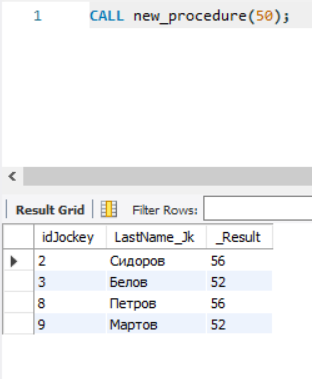 1 CALL new_procedure(50);
Result Grid Filter Rows:
idJockey LastName_Jk _Result
2 Сидоров 56
3 Белов 52
8 Петров 56
9 Мартов 52